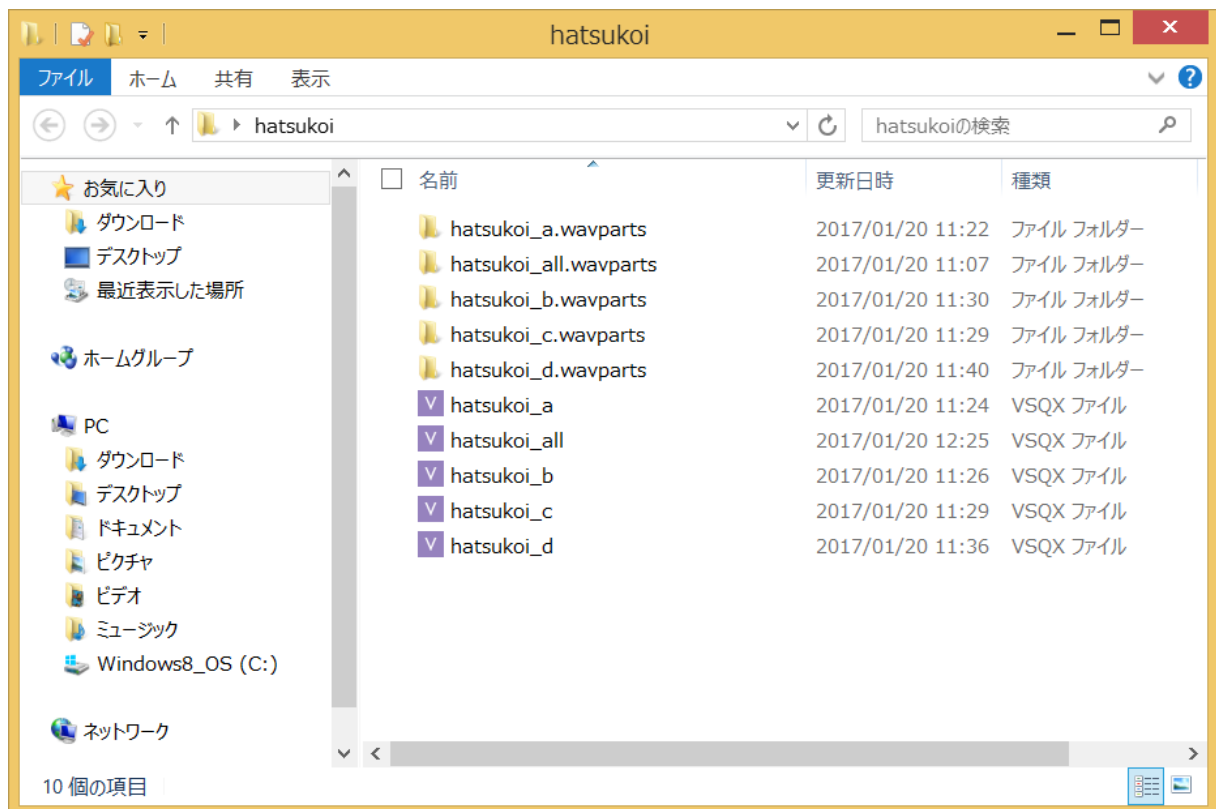 hatsukoi
ファイル ホーム 共有 表示
hatsukoi hatsukoiの検索
お気に入り
ダウンロード
デスクトップ
最近表示した場所
ホームグループ
PC
ダウンロード
デスクトップ
ドキュメント
ピクチャ
ビデオ
ミュージック
Windows8_OS (C:)
ネットワーク
名前 更新日時 種類
hatsukoi_a.wavparts 2017/01/20 11:22 ファイル フォルダー
hatsukoi_all.wavparts 2017/01/20 11:07 ファイル フォルダー
hatsukoi_b.wavparts 2017/01/20 11:30 ファイル フォルダー
hatsukoi_c.wavparts 2017/01/20 11:29 ファイル フォルダー
hatsukoi_d.wavparts 2017/01/20 11:40 ファイル フォルダー
hatsukoi_a 2017/01/20 11:24 VSQX ファイル
hatsukoi_all 2017/01/20 12:25 VSQX ファイル
hatsukoi_b 2017/01/20 11:26 VSQX ファイル
hatsukoi_c 2017/01/20 11:29 VSQX ファイル
hatsukoi_d 2017/01/20 11:36 VSQX ファイル
10 個の項目